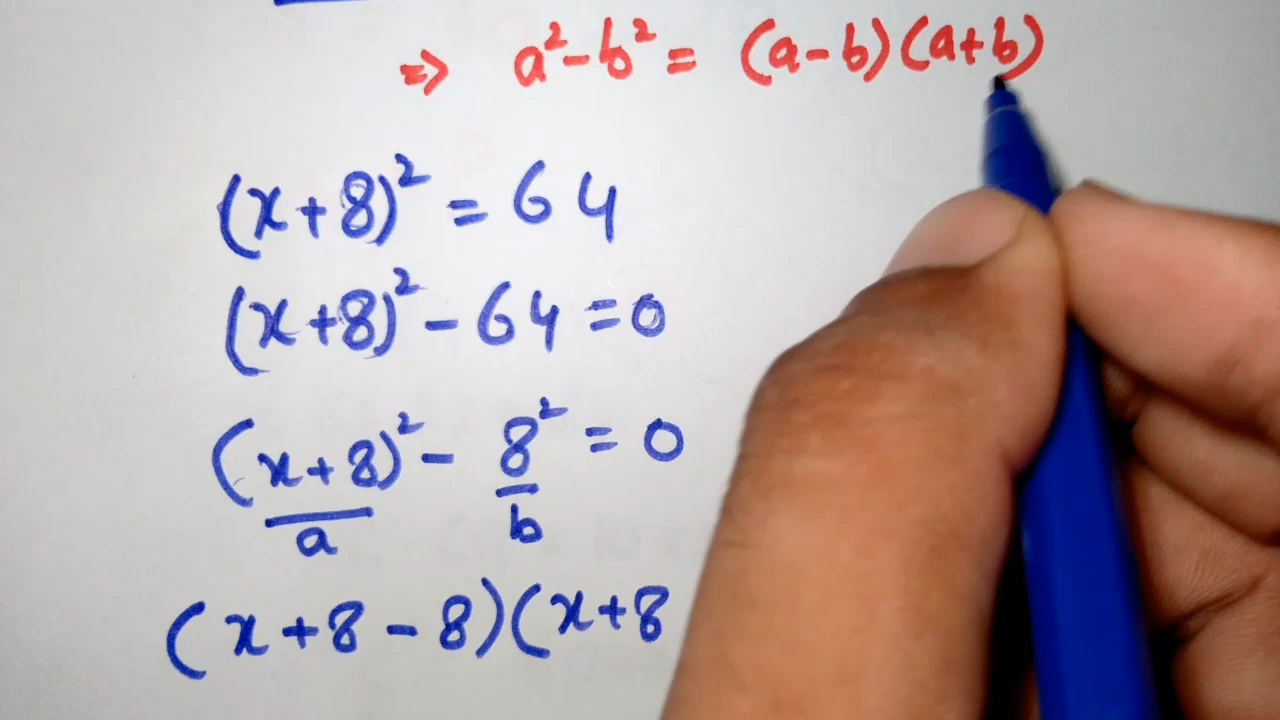 ⇒ a² - b² = (a - b)(a + b)
(x + 8)² = 64
(x + 8)² - 64 = 0
(x + 8)² - 8² = 0
a b
(x + 8 - 8)(x + 8